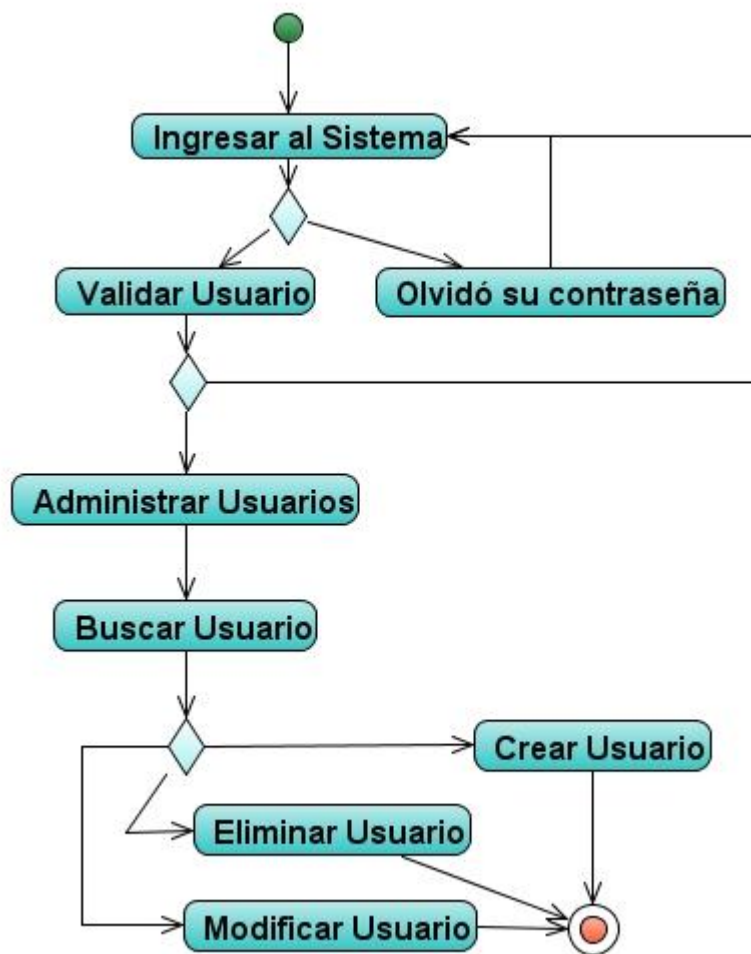 Ingresar al Sistema
Validar Usuario
Olvidó su contraseña
Administrar Usuarios
Buscar Usuario
Crear Usuario
Eliminar Usuario
Modificar Usuario